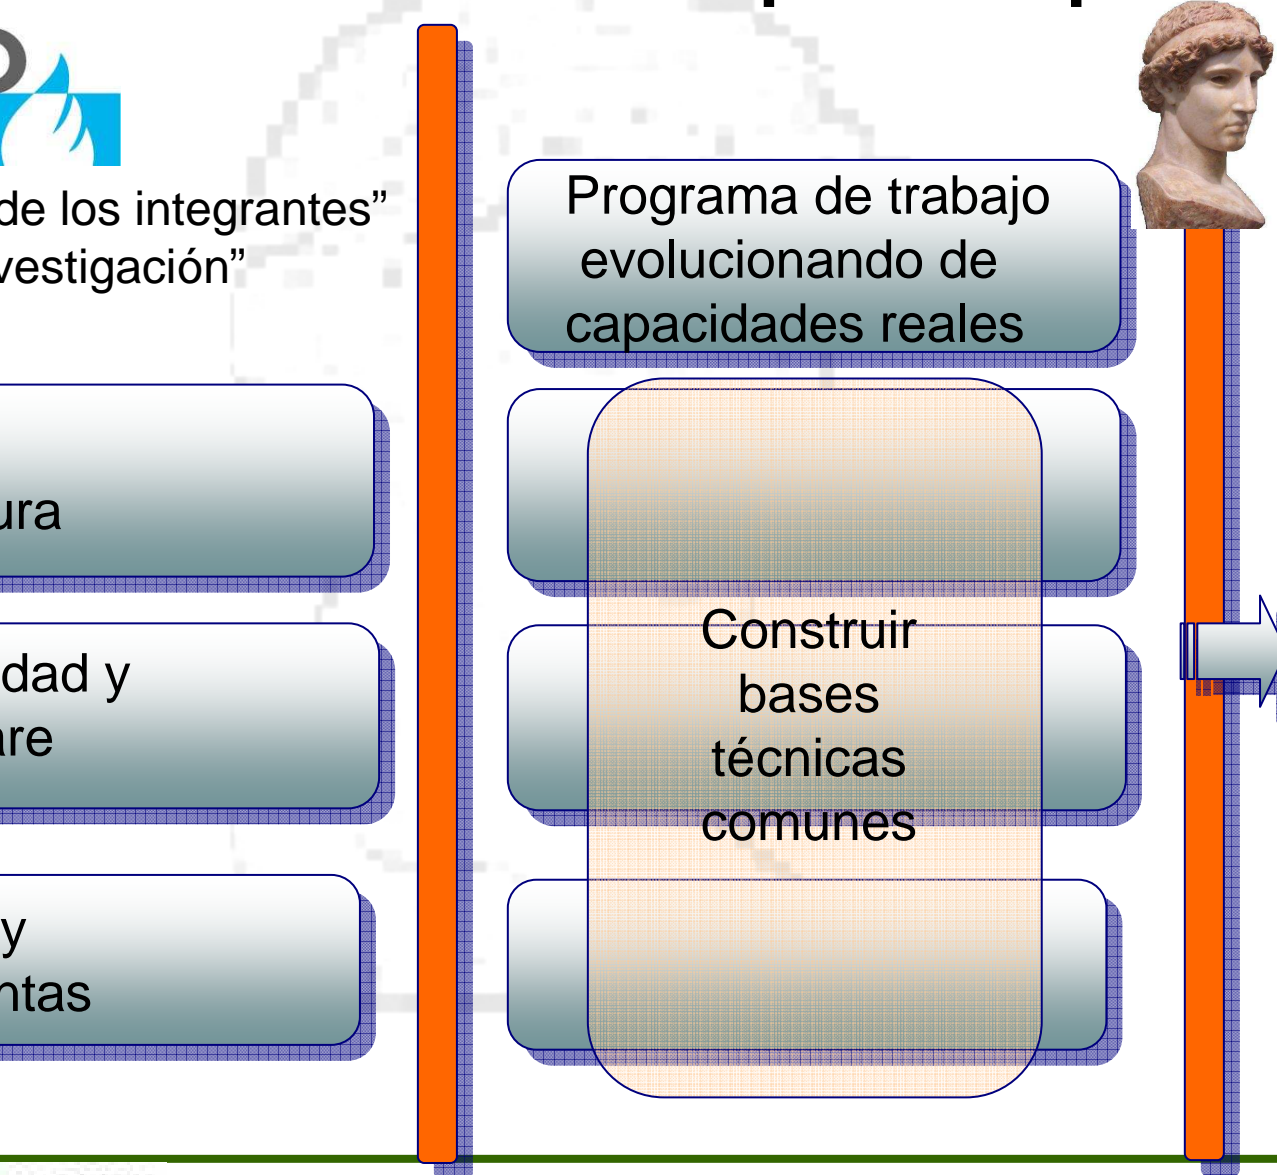 de los integrantes”
vestigación”
ura
dad y
are
y
ntas
Programa de trabajo
evolucionando de
capacidades reales
Construir
bases
técnicas
comunes